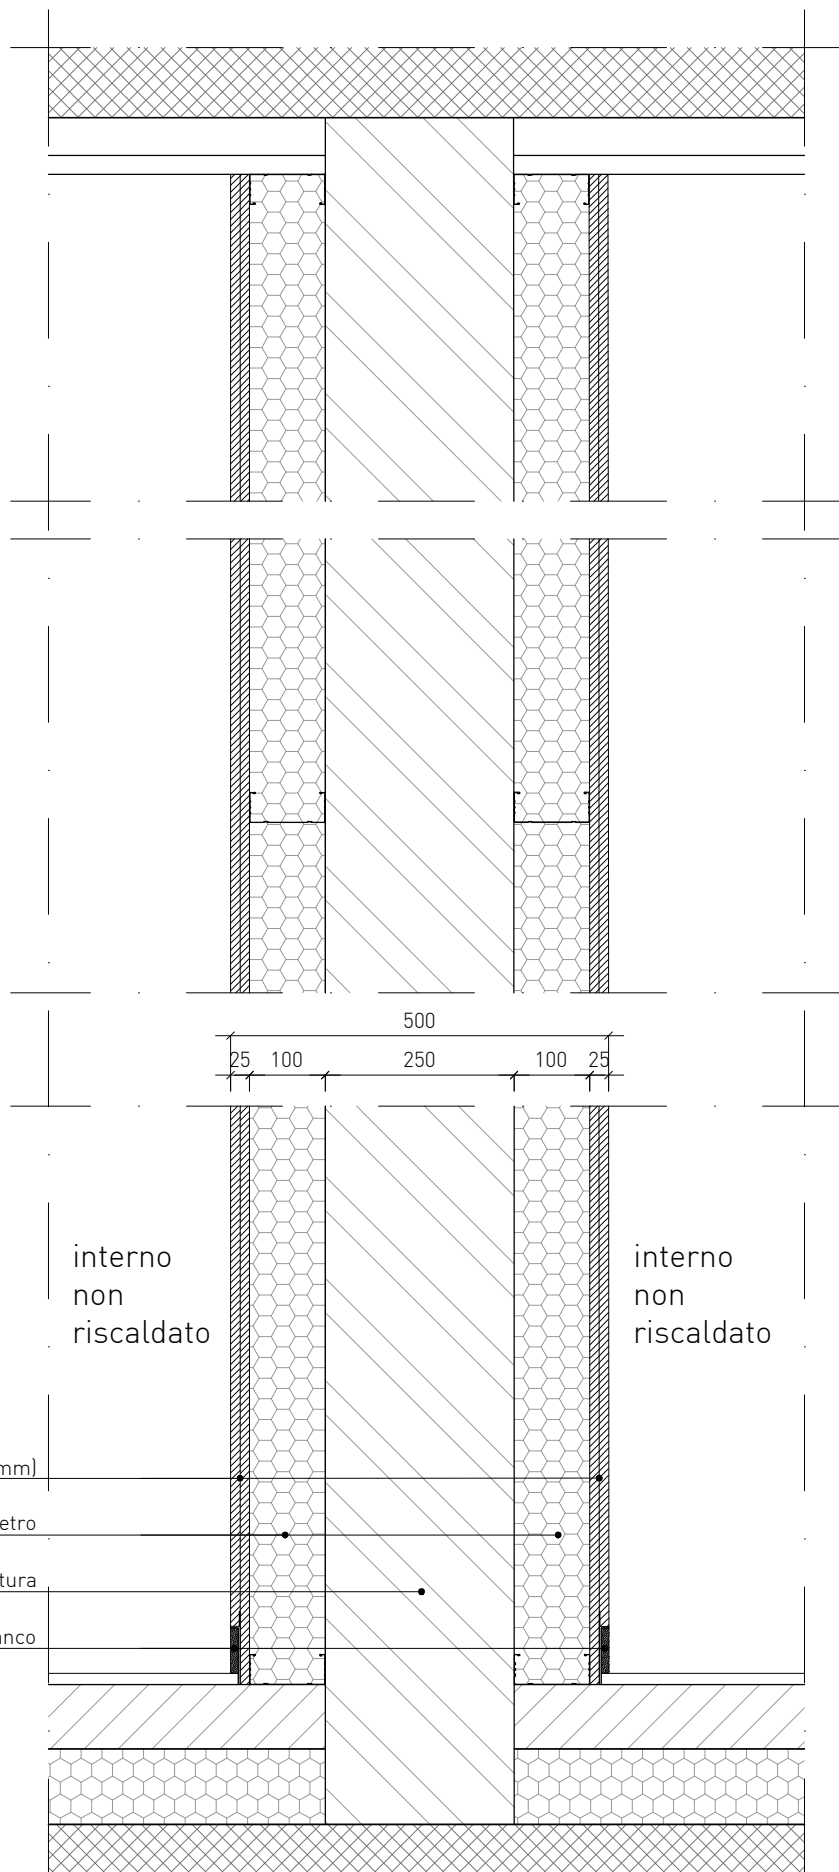 500
25 100 250 100 25
interno
non
riscaldato
interno
non
riscaldato
mm)
etro
tura
anco